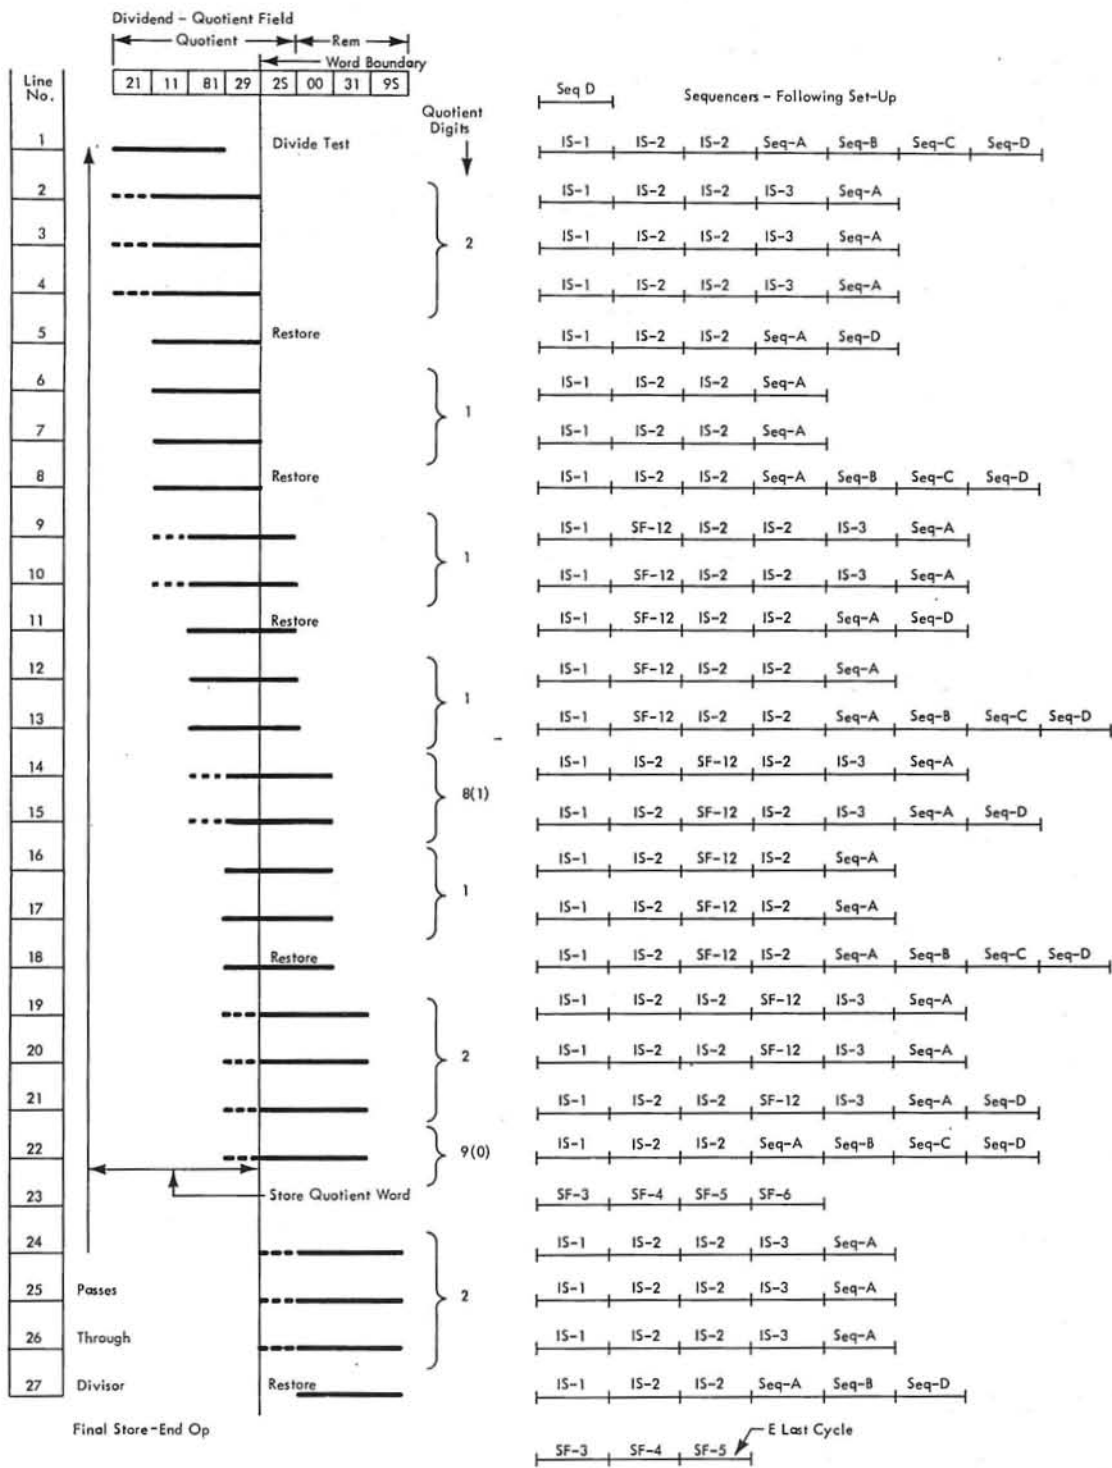 Dividend – Quotient Field
Quotient Rem
Word Boundary
Line No. 21 11 81 29 2S 00 31 9S
Quotient Digits
Seq D Sequencers – Following Set-Up
1 Divide Test IS-1 IS-2 IS-2 Seq-A Seq-B Seq-C Seq-D
2 IS-1 IS-2 IS-2 IS-3 Seq-A
3 2 IS-1 IS-2 IS-2 IS-3 Seq-A
4 IS-1 IS-2 IS-2 IS-3 Seq-A
5 Restore IS-1 IS-2 IS-2 Seq-A Seq-D
6 1 IS-1 IS-2 IS-2 Seq-A
7 IS-1 IS-2 IS-2 Seq-A
8 Restore IS-1 IS-2 IS-2 Seq-A Seq-B Seq-C Seq-D
9 1 IS-1 SF-12 IS-2 IS-2 IS-3 Seq-A
10 IS-1 SF-12 IS-2 IS-2 IS-3 Seq-A
11 Restore IS-1 SF-12 IS-2 IS-2 Seq-A Seq-D
12 1 IS-1 SF-12 IS-2 IS-2 Seq-A
13 IS-1 SF-12 IS-2 IS-2 Seq-A Seq-B Seq-C Seq-D
14 8(1) IS-1 IS-2 SF-12 IS-2 IS-3 Seq-A
15 IS-1 IS-2 SF-12 IS-2 IS-3 Seq-A Seq-D
16 1 IS-1 IS-2 SF-12 IS-2 Seq-A
17 IS-1 IS-2 SF-12 IS-2 Seq-A
18 Restore IS-1 IS-2 SF-12 IS-2 Seq-A Seq-B Seq-C Seq-D
19 IS-1 IS-2 IS-2 SF-12 IS-3 Seq-A
20 2 IS-1 IS-2 IS-2 SF-12 IS-3 Seq-A
21 IS-1 IS-2 IS-2 SF-12 IS-3 Seq-A Seq-D
22 9(0) IS-1 IS-2 IS-2 Seq-A Seq-B Seq-C Seq-D
23 Store Quotient Word SF-3 SF-4 SF-5 SF-6
24 IS-1 IS-2 IS-2 IS-3 Seq-A
25 Passes 2 IS-1 IS-2 IS-2 IS-3 Seq-A
26 Through IS-1 IS-2 IS-2 IS-3 Seq-A
27 Divisor Restore IS-1 IS-2 IS-2 Seq-A Seq-B Seq-D
Final Store-End Op E Last Cycle
SF-3 SF-4 SF-5